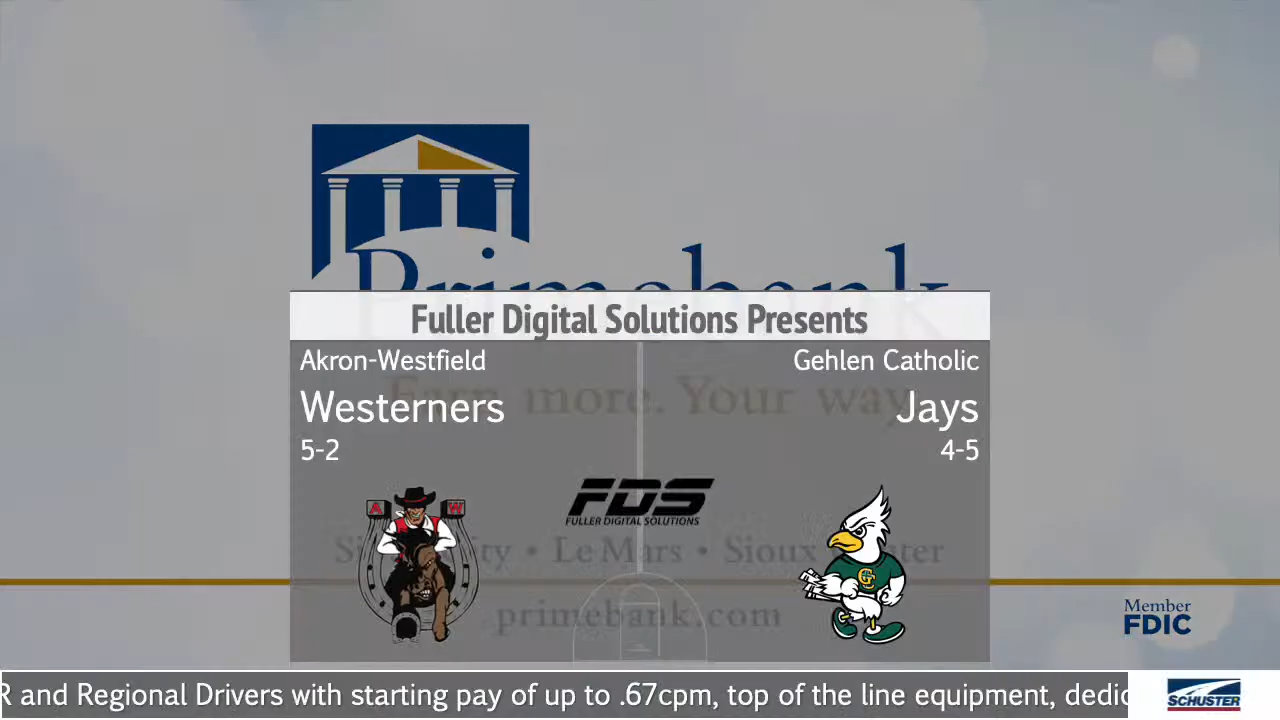 Primebank
Fuller Digital Solutions Presents
Akron-Westfield
Gehlen Catholic
Earn more. Your way.
Westerners
Jays
5-2
4-5
A
W
FDS
FULLER DIGITAL SOLUTIONS
GC
City • Le Mars • Sioux Center
primebank.com
Member
FDIC
R and Regional Drivers with starting pay of up to .67cpm, top of the line equipment, dedic
SCHUSTER